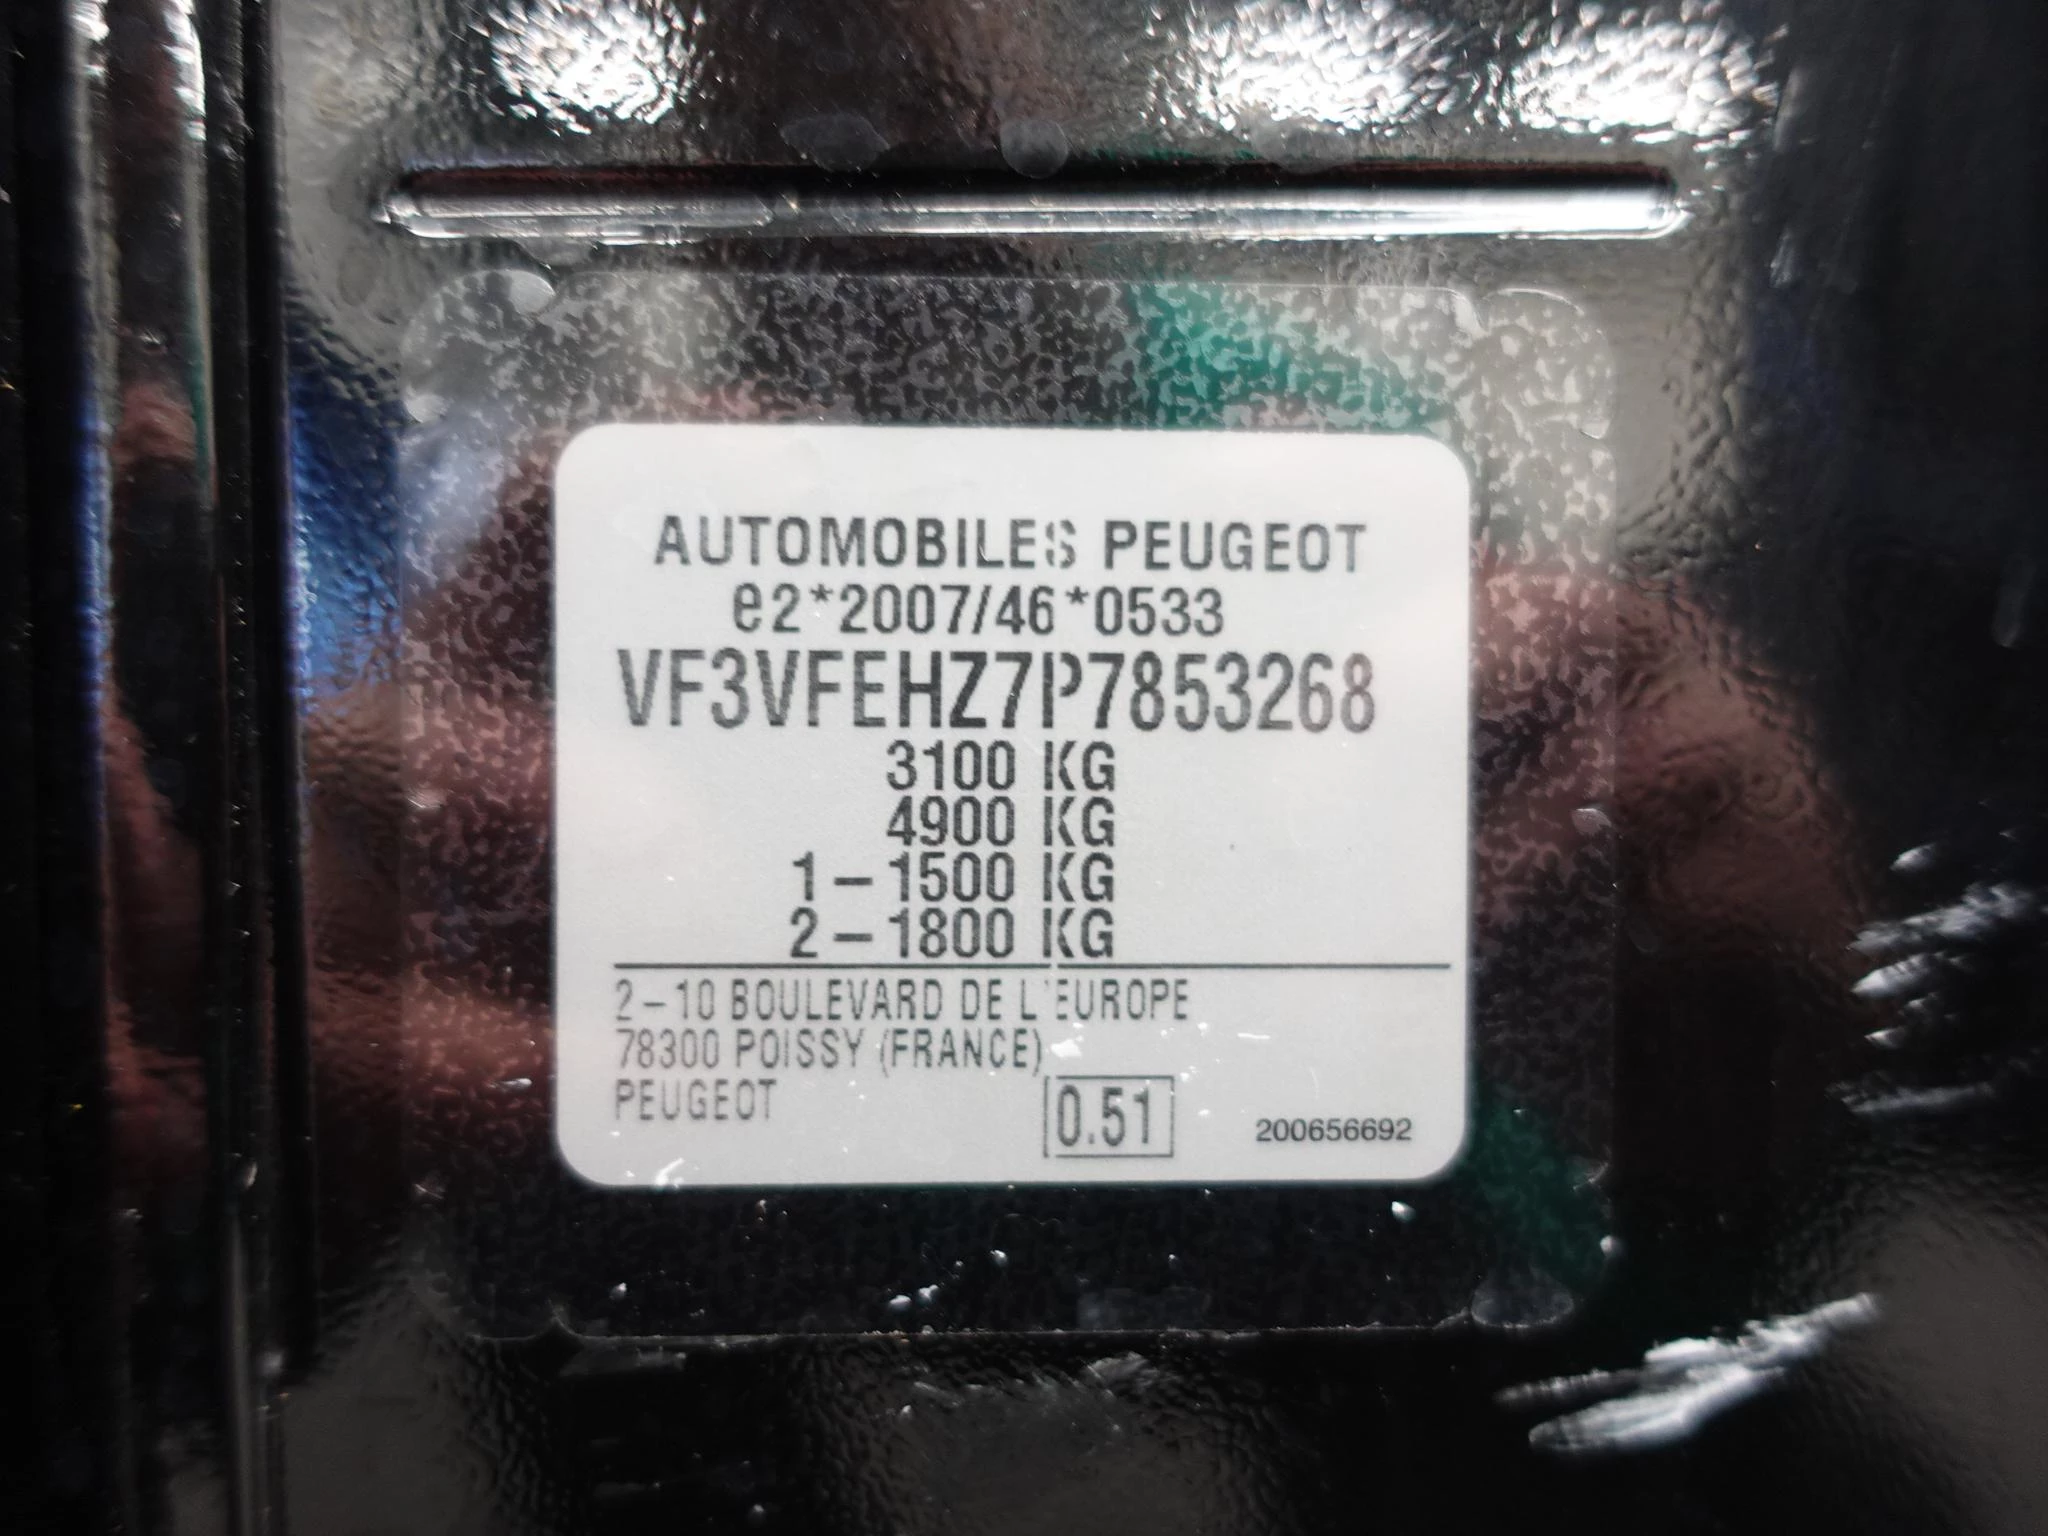 AUTOMOBILES PEUGEOT
e2*2007/46*0533
VF3VFEHZ7P7853268
3100 KG
4900 KG
1-1500 KG
2-1800 KG
2-10 BOULEVARD DE L'EUROPE
78300 POISSY (FRANCE)
PEUGEOT
0.51
200656692